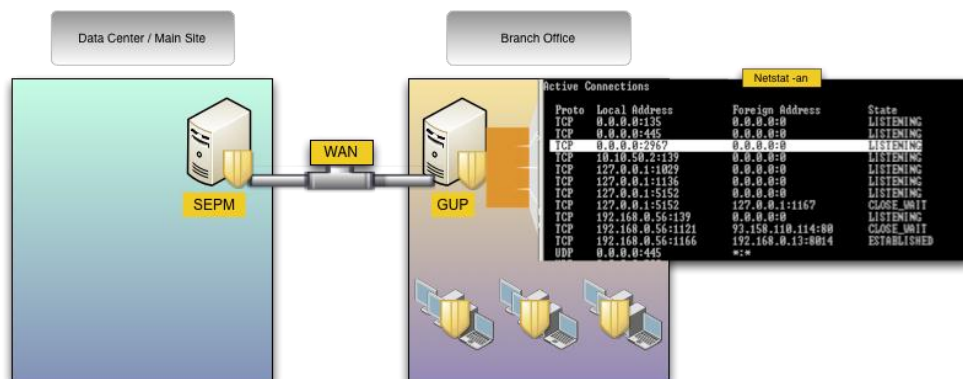 Data Center / Main Site
Branch Office
Netstat -an
Active Connections
Proto Local Address Foreign Address State
TCP 0.0.0.0:135 0.0.0.0:0 LISTENING
TCP 0.0.0.0:445 0.0.0.0:0 LISTENING
TCP 0.0.0.0:2967 0.0.0.0:0 LISTENING
TCP 10.10.50.2:139 0.0.0.0:0 LISTENING
TCP 127.0.0.1:1029 0.0.0.0:0 LISTENING
TCP 127.0.0.1:1136 0.0.0.0:0 LISTENING
TCP 127.0.0.1:5152 0.0.0.0:0 LISTENING
TCP 127.0.0.1:5152 127.0.0.1:1167 CLOSE_WAIT
TCP 192.168.0.56:139 0.0.0.0:0 LISTENING
TCP 192.168.0.56:1121 93.158.110.114:80 CLOSE_WAIT
TCP 192.168.0.56:1166 192.168.0.13:8014 ESTABLISHED
UDP 0.0.0.0:445 *:*
WAN
SEPM
GUP